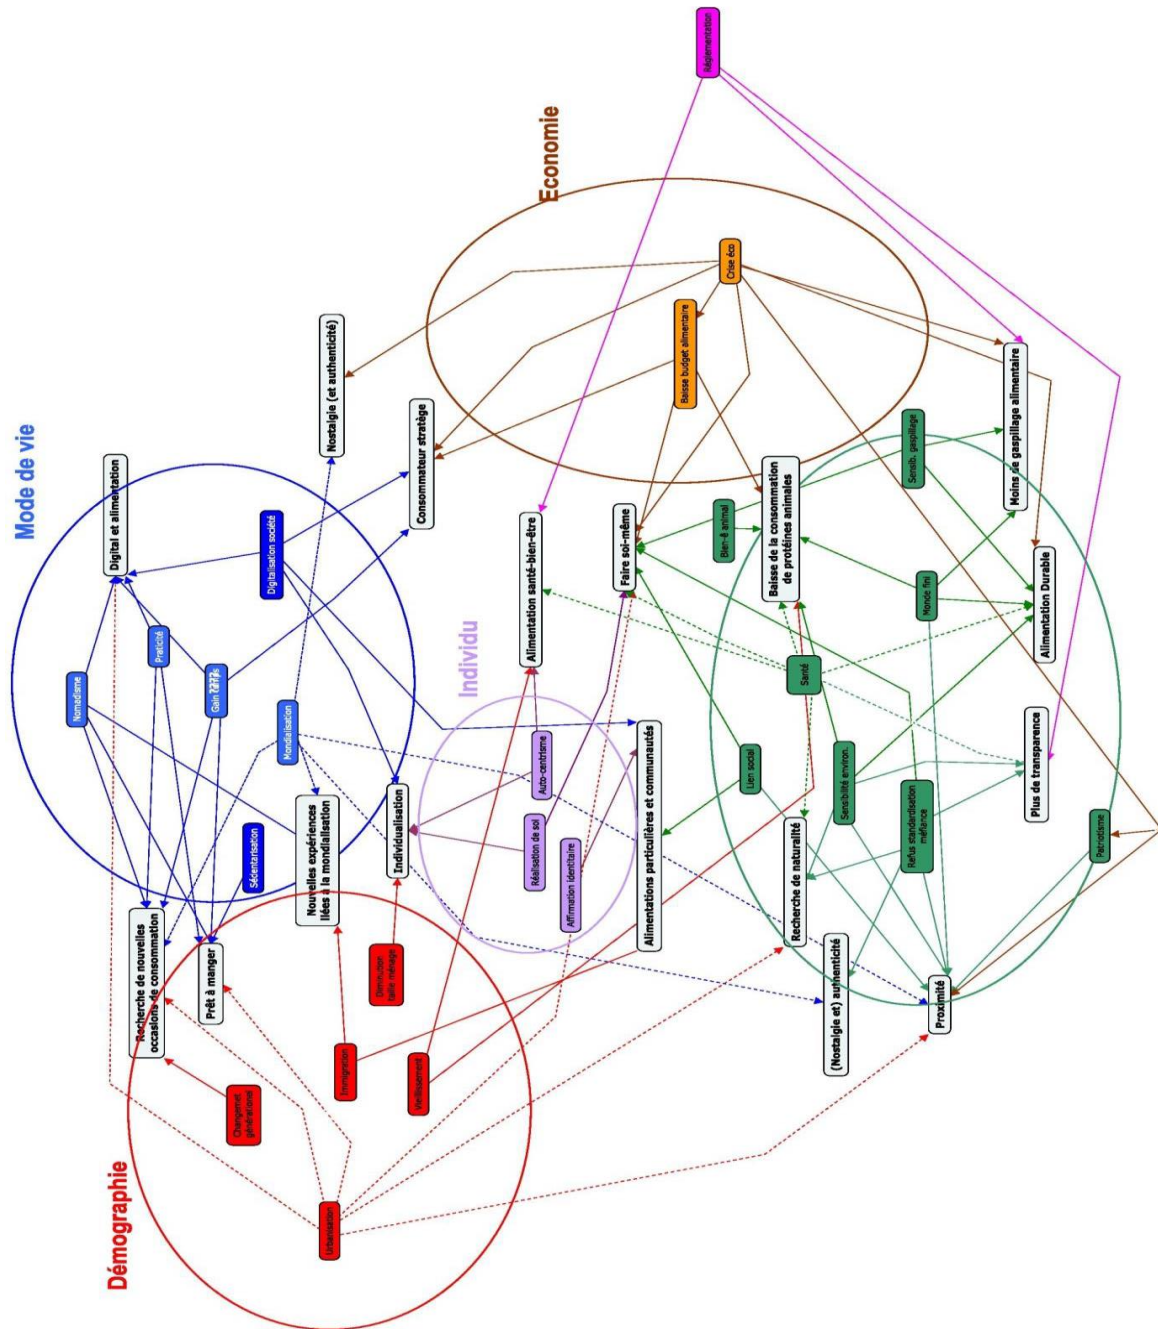 Démographie
Mode de vie
Economie
Individu
Urbanisation
Changemet
générationel
Immigration
Vieillissement
Diminution
taille ménage
Recherche de nouvelles
occasions de consommation
Prêt à manger
Nouvelles expériences
liées a la mondialisation
Individualisation
Sédentarisation
Nomadisme
Praticité
Gain
Mondialisation
Digitalisation société
Digital et alimentation
Nostalgie (et authenticité)
Consommateur stratège
Réalisation de soi
Auto-centrisme
Affirmation identitaire
Alimentation santé-bien-être
Faire soi-même
Alimentations particulières et communautés
Baisse budget alimentaire
Crise éco
Réglementation
Bien-ê animal
Baisse de la consommation
de protéines animales
Lien social
Santé
Recherche de naturalité
Sensibilité environ.
(Nostalgie et) authenticité
Refus standardisation
méfiance
Monde fini
Sensib. gaspillage
Proximité
Plus de transparence
Alimentation Durable
Moins de gaspillage alimentaire
Patriotisme